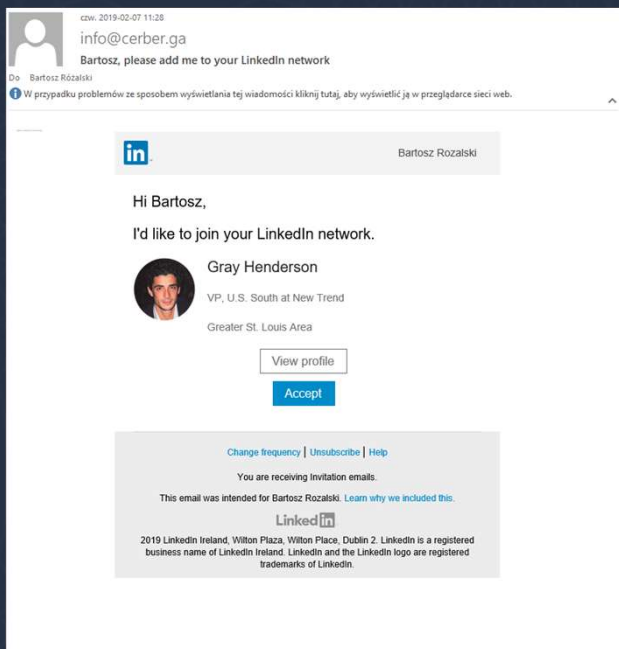 czw. 2019-02-07 11:28
info@cerber.ga
Bartosz, please add me to your LinkedIn network
Do Bartosz Różalski
W przypadku problemów ze sposobem wyświetlania tej wiadomości kliknij tutaj, aby wyświetlić ją w przeglądarce sieci web.
in
Bartosz Rozalski
Hi Bartosz,
I'd like to join your LinkedIn network.
Gray Henderson
VP, U.S. South at New Trend
Greater St. Louis Area
View profile
Accept
Change frequency | Unsubscribe | Help
You are receiving Invitation emails.
This email was intended for Bartosz Rozalski. Learn why we included this.
Linked in
2019 LinkedIn Ireland, Wilton Plaza, Wilton Place, Dublin 2. LinkedIn is a registered
business name of LinkedIn Ireland. LinkedIn and the LinkedIn logo are registered
trademarks of LinkedIn.